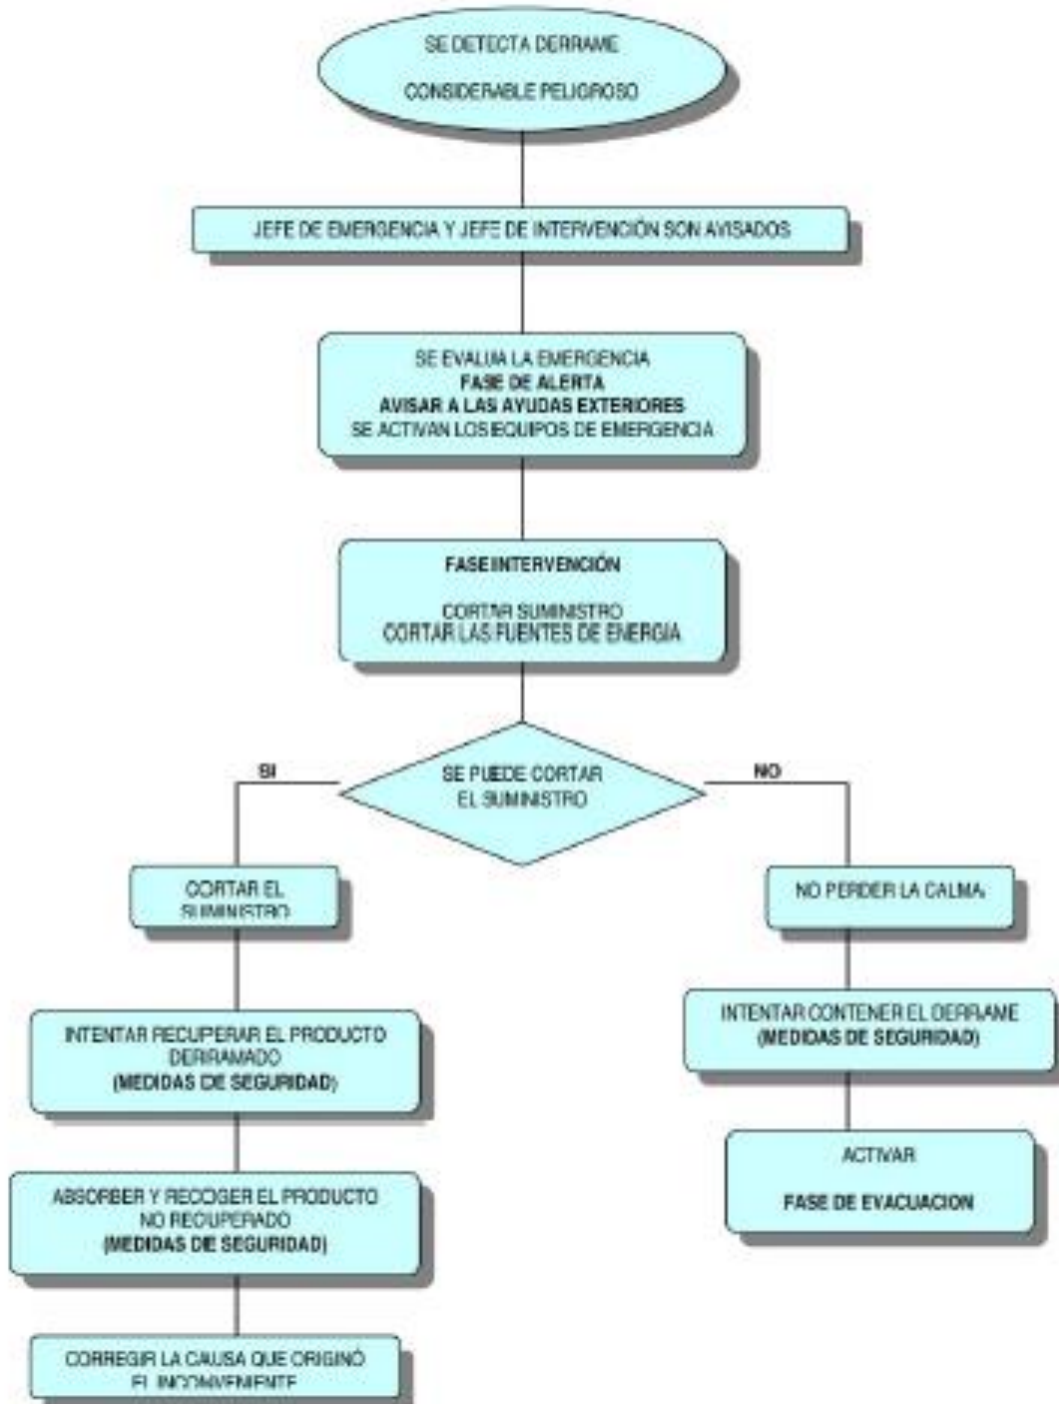 SE DETECTA DERRAME
CONSIDERABLE PELIGROSO
JEFE DE EMERGENCIA Y JEFE DE INTERVENCIÓN SON AVISADOS
SE EVALUA LA EMERGENCIA
FASE DE ALERTA
AVISAR A LAS AYUDAS EXTERIORES
SE ACTIVAN LOS EQUIPOS DE EMERGENCIA
FASE INTERVENCIÓN
CORTAR SUMINISTRO
CORTAR LAS FUENTES DE ENERGIA
SE PUEDE CORTAR
EL SUMINISTRO
SI
NO
CORTAR EL
SUMINISTRO
INTENTAR RECUPERAR EL PRODUCTO
DERRAMADO
(MEDIDAS DE SEGURIDAD)
ABSORBER Y RECOGER EL PRODUCTO
NO RECUPERADO
(MEDIDAS DE SEGURIDAD)
CORREGIR LA CAUSA QUE ORIGINÓ
EL INCONVENIENTE
NO PERDER LA CALMA
INTENTAR CONTENER EL DERRAME
(MEDIDAS DE SEGURIDAD)
ACTIVAR
FASE DE EVACUACION